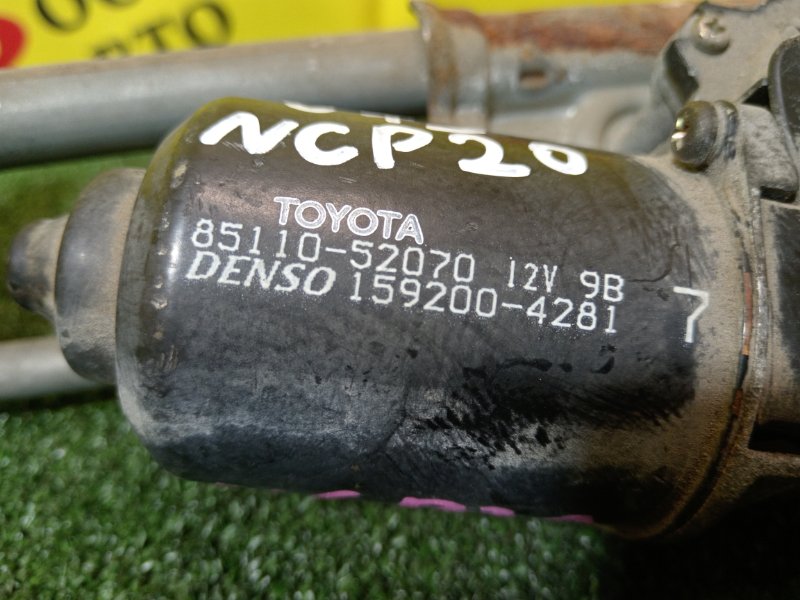 NCP20
TOYOTA
85110-52070 12V 9B
DENSO 159200-4281 7